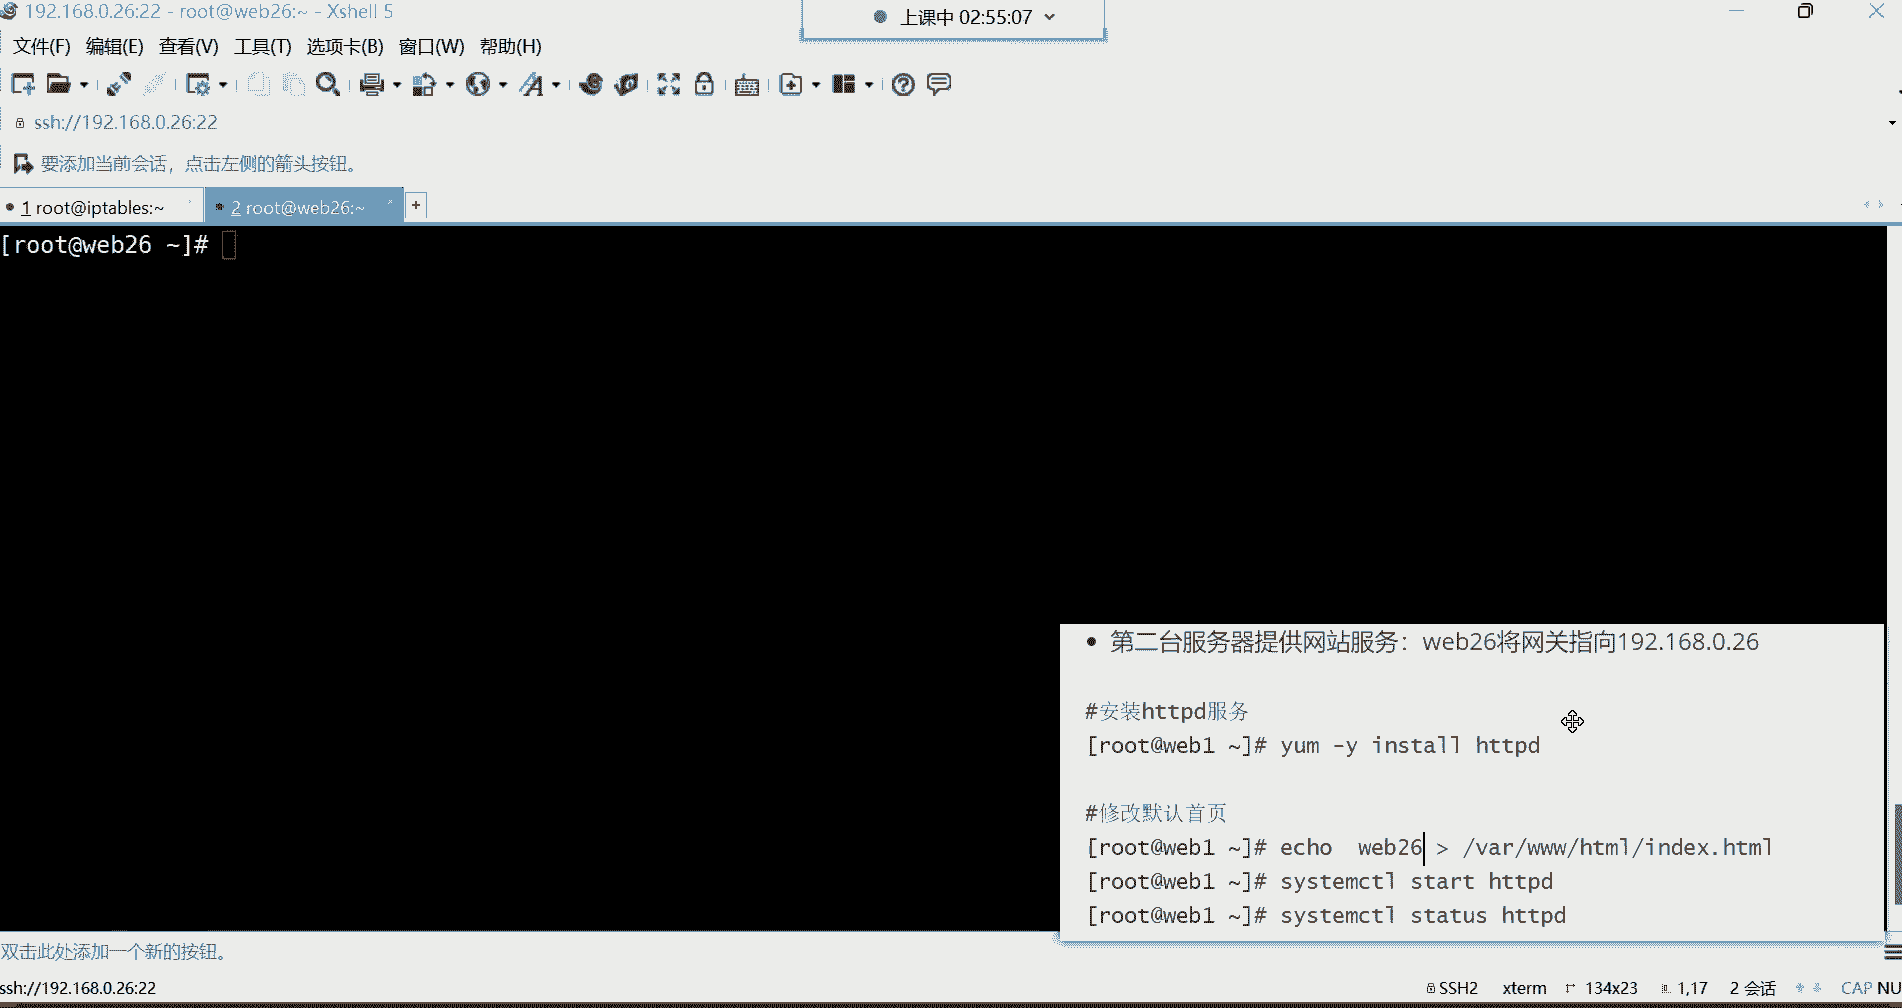 192.168.0.26:22 - root@web26:~ - Xshell 5
上课中 02:55:07
文件(F) 编辑(E) 查看(V) 工具(T) 选项卡(B) 窗口(W) 帮助(H)
ssh://192.168.0.26:22
要添加当前会话，点击左侧的箭头按钮。
1 root@iptables:~
2 root@web26:~
+
[root@web26 ~]#
• 第二台服务器提供网站服务：web26将网关指向192.168.0.26
#安装httpd服务
[root@web1 ~]# yum -y install httpd
#修改默认首页
[root@web1 ~]# echo  web26 > /var/www/html/index.html
[root@web1 ~]# systemctl start httpd
[root@web1 ~]# systemctl status httpd
双击此处添加一个新的按钮。
ssh://192.168.0.26:22
SSH2 xterm 134x23 1,17 2 会话 CAP NU